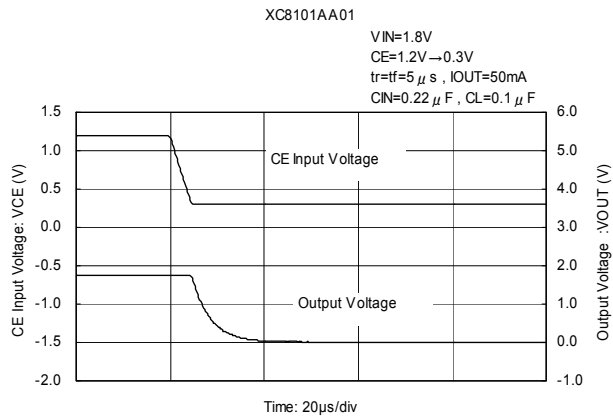 XC8101AA01
VIN=1.8V
CE=1.2V→0.3V
tr=tf=5 μ s , IOUT=50mA
CIN=0.22 μ F , CL=0.1 μ F
CE Input Voltage: VCE (V)
1.5
1.0
0.5
0.0
-0.5
-1.0
-1.5
-2.0
CE Input Voltage
Output Voltage
6.0
5.0
4.0
3.0
2.0
1.0
0.0
-1.0
Output Voltage :VOUT (V)
Time: 20μs/div